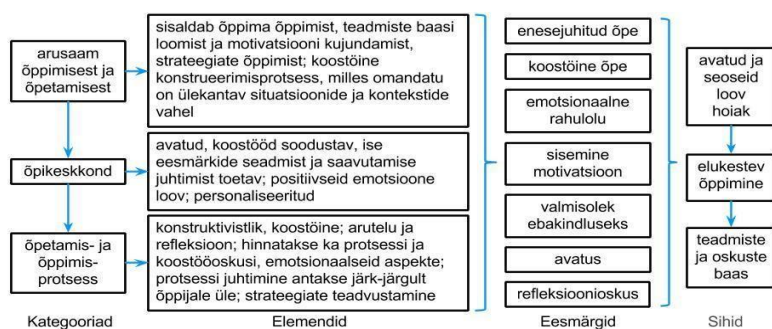 arusaam
õppimisest ja
õpetamisest
õpikeskkond
õpetamis- ja
õppimis-
protsess
Kategooriad
sisaldab õppima õppimist, teadmiste baasi
loomist ja motivatsiooni kujundamist,
strateegiate õppimist; koostöine
konstrueerimisprotsess, milles omandatu
on ülekantav situatsioonide ja kontekstide
vahel
avatud, koostööd soodustav, ise
eesmärkide seadmist ja saavutamise
juhtimist toetav; positiivseid emotsioone
loov; personaliseeritud
konstruktivistlik, koostöine; arutelu ja
refleksioon; hinnatakse ka protsessi ja
koostööoskusi, emotsionaalseid aspekte;
protsessi juhtimine antakse järk-järgult
õppijale üle; strateegiate teadvustamine
Elemendid
enesejuhitud õpe
koostöine õpe
emotsionaalne
rahulolu
sisemine
motivatsioon
valmisolek
ebakindluseks
avatus
refleksioonioskus
Eesmärgid
avatud ja
seoseid
loov
hoiak
elukestev
õppimine
teadmiste
ja oskuste
baas
Sihid